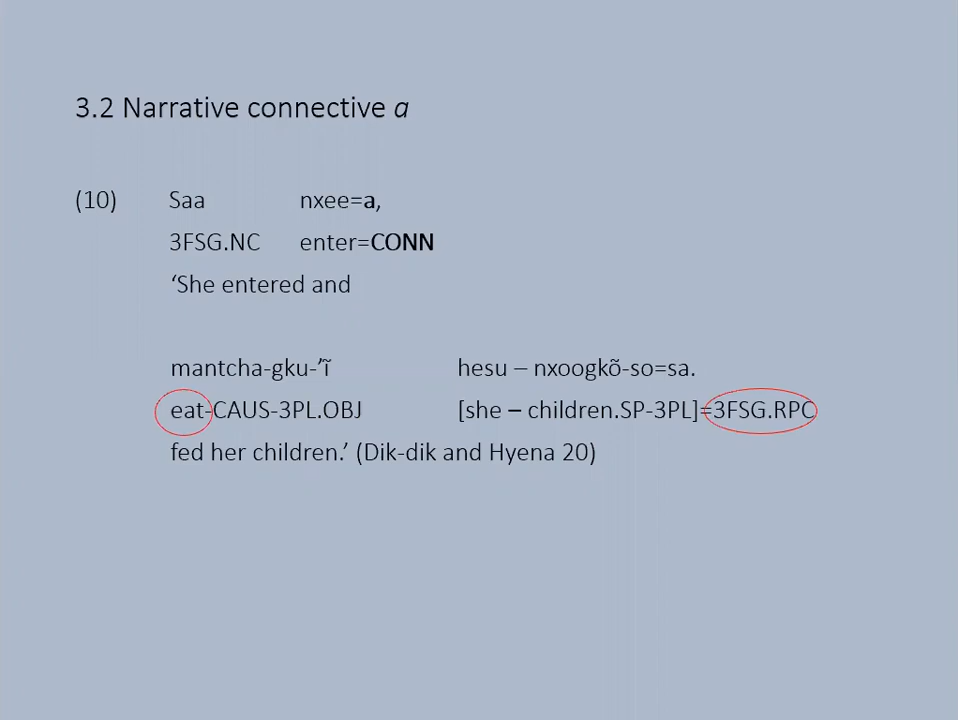 3.2 Narrative connective a
(10) Saa nxee=a,
3FSG.NC enter=CONN
‘She entered and
mantcha-gku-’ĩ hesu – nxoogkõ-so=sa.
eat-CAUS-3PL.OBJ [she – children.SP-3PL]=3FSG.RPC
fed her children.’ (Dik-dik and Hyena 20)